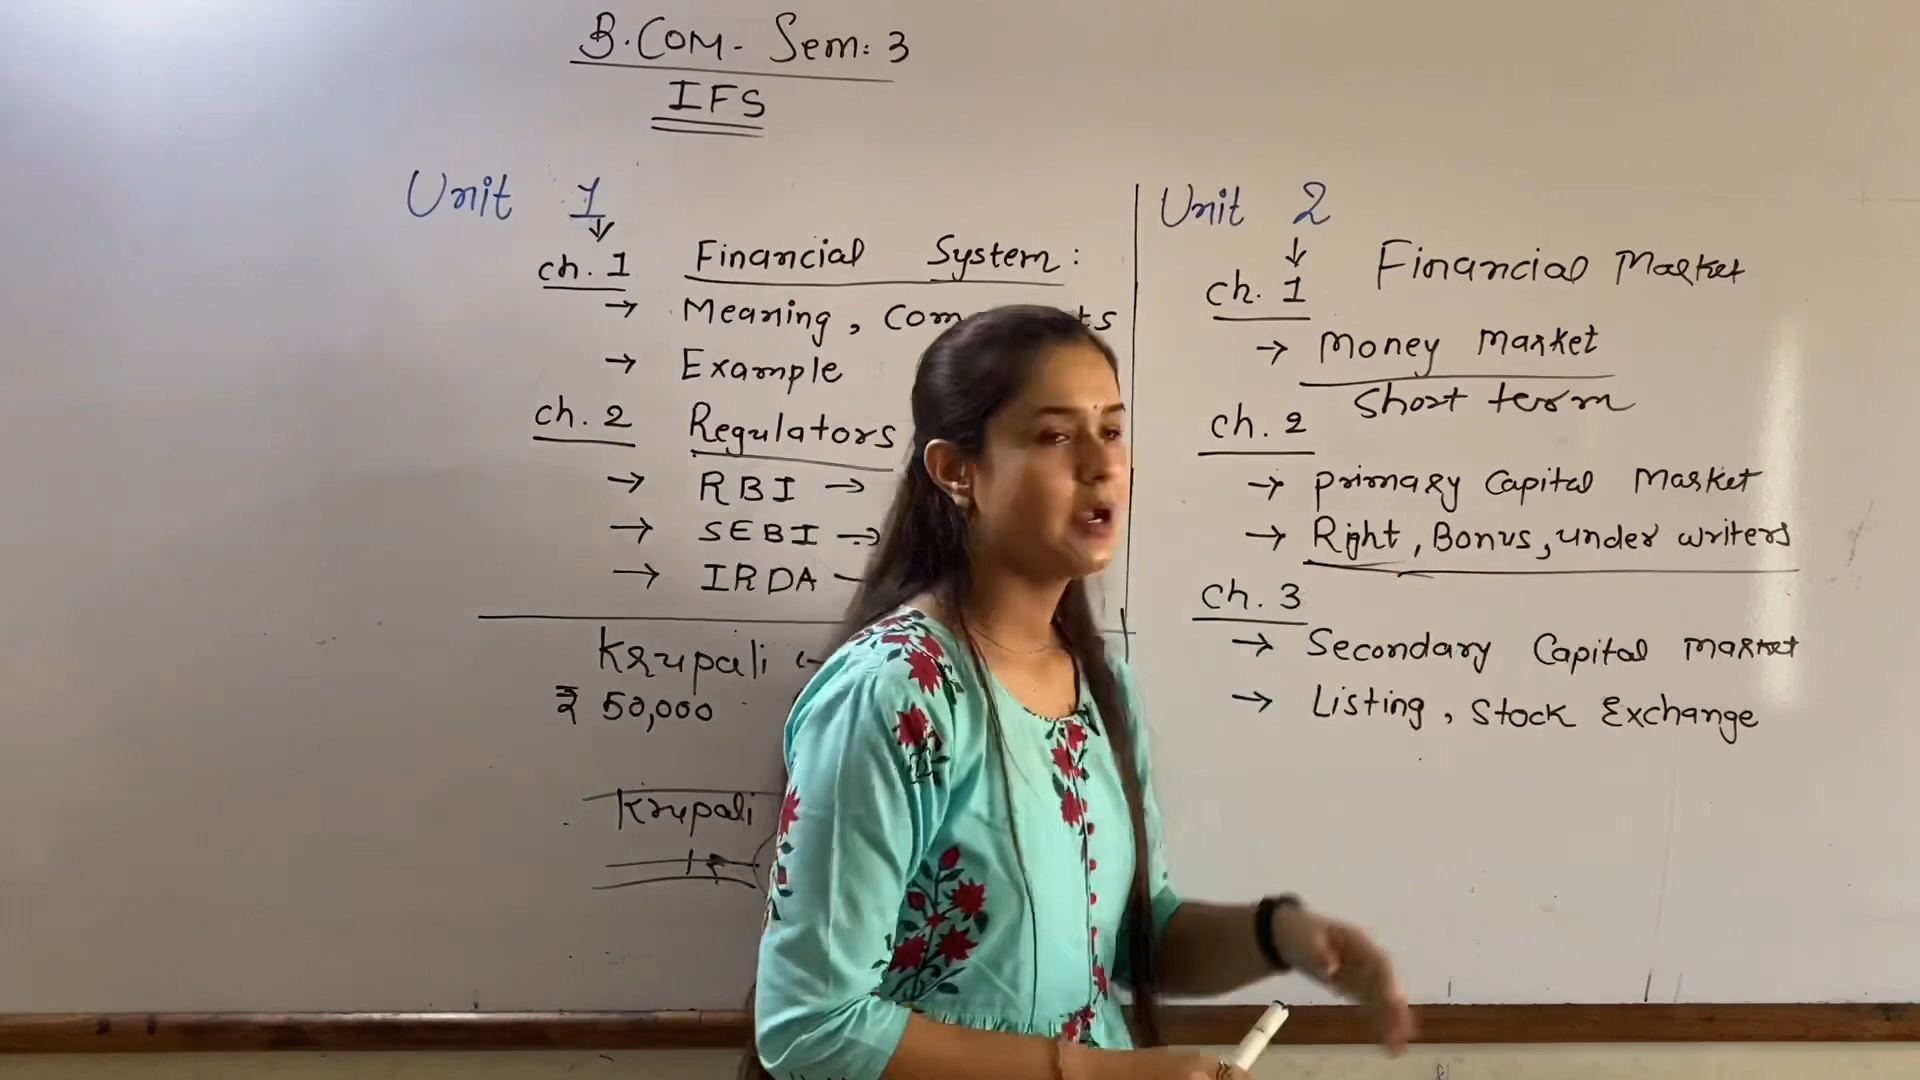 B.COM- Sem: 3
IFS
Unit 1
ch. 1 Financial System:
→ Meaning,
→ Example
ch. 2 Regulators
→ RBI →
→ SEBI →
→ IRDA
Krupali
₹ 50,000
Krupali
Unit 2
ch. 1 Financial Market
→ Money Market
Short term
ch. 2
→ Primary Capital Market
→ Right, Bonus, under writers
ch. 3
→ Secondary Capital Market
→ Listing, Stock Exchange